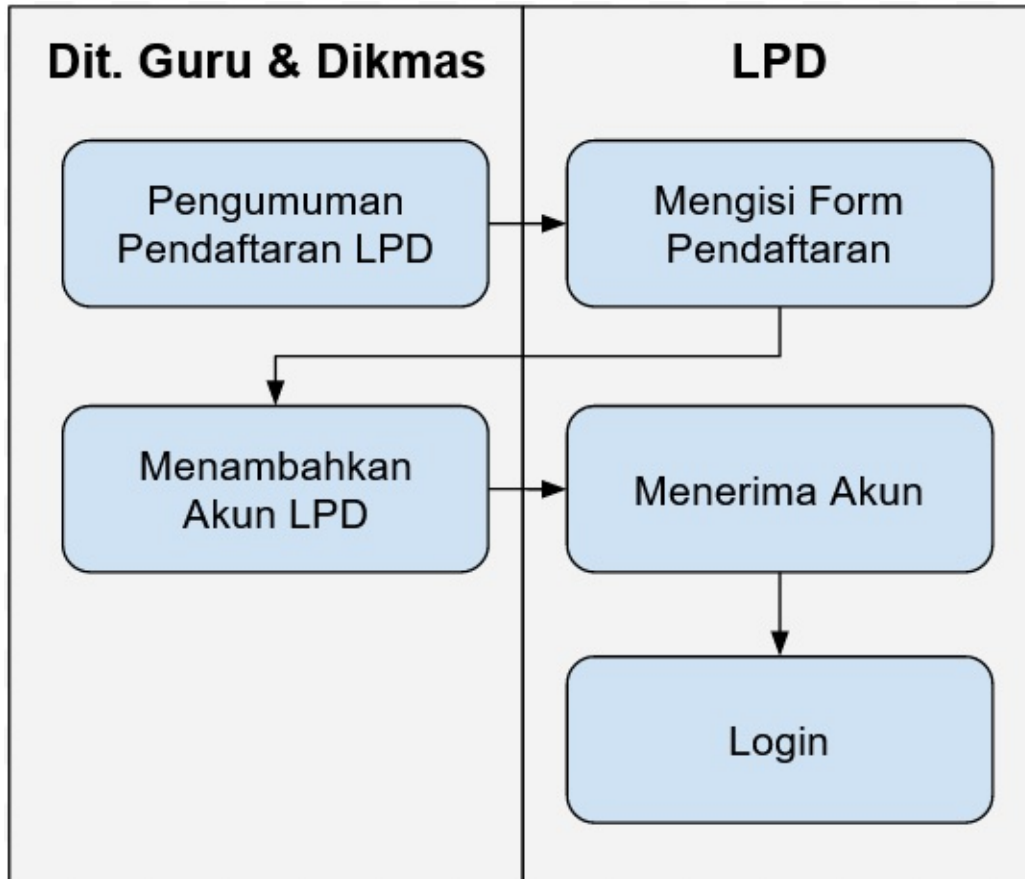 Dit. Guru & Dikmas
LPD
Pengumuman
Pendaftaran LPD
Mengisi Form
Pendaftaran
Menambahkan
Akun LPD
Menerima Akun
Login